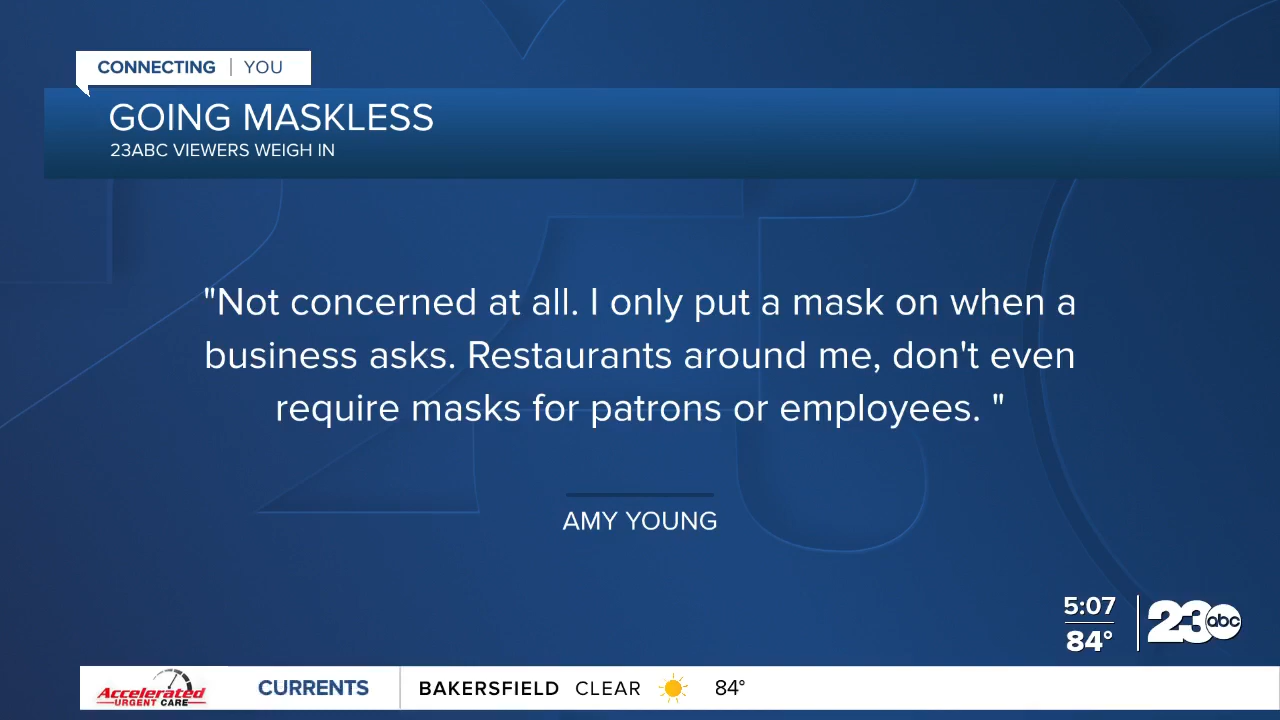 CONNECTING | YOU
GOING MASKLESS
23ABC VIEWERS WEIGH IN
"Not concerned at all. I only put a mask on when a
business asks. Restaurants around me, don't even
require masks for patrons or employees. "
AMY YOUNG
5:07
84°
23 abc
Accelerated
URGENT CARE
CURRENTS
BAKERSFIELD CLEAR 84°